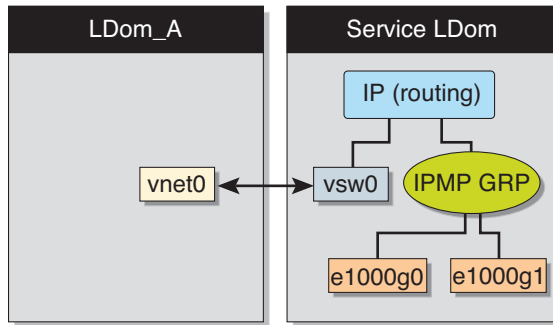 LDom_A
Service LDom
IP (routing)
vnet0
vsw0
IPMP GRP
e1000g0
e1000g1